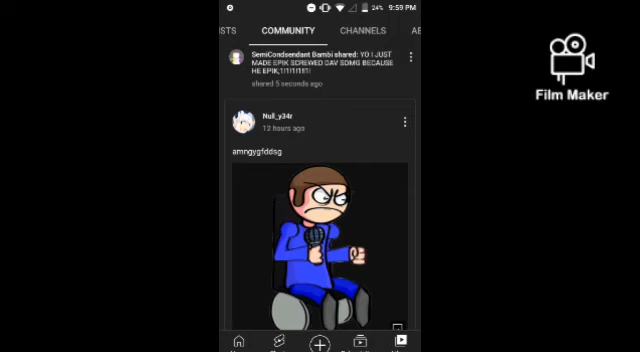 24% 9:59 PM
STS COMMUNITY CHANNELS AB
SemiCondsendant Bambi shared: YO I JUST
MADE EPIK SCREWED DAV SDMG BECAUSE
HE EPIK,1!1!1!1!!1!
shared 5 seconds ago
Null_y34r
12 hours ago
amngygfddsg
Film Maker